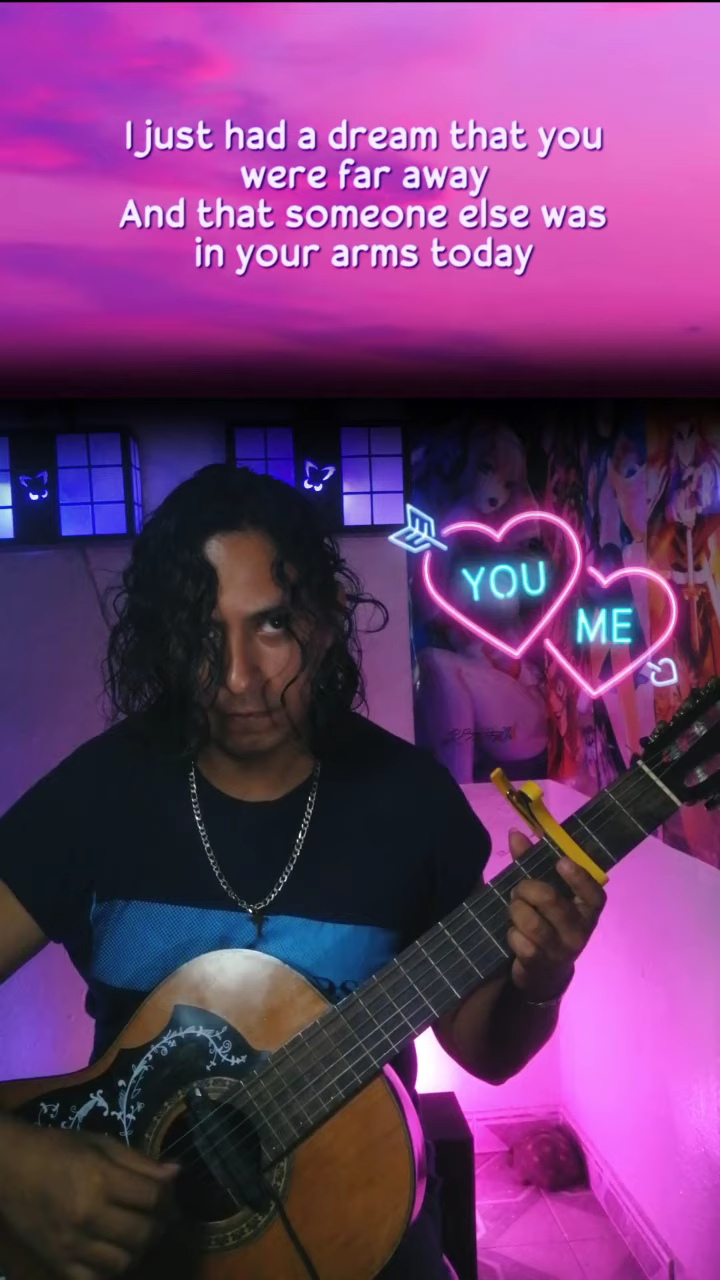 I just had a dream that you
were far away
And that someone else was
in your arms today
YOU
ME